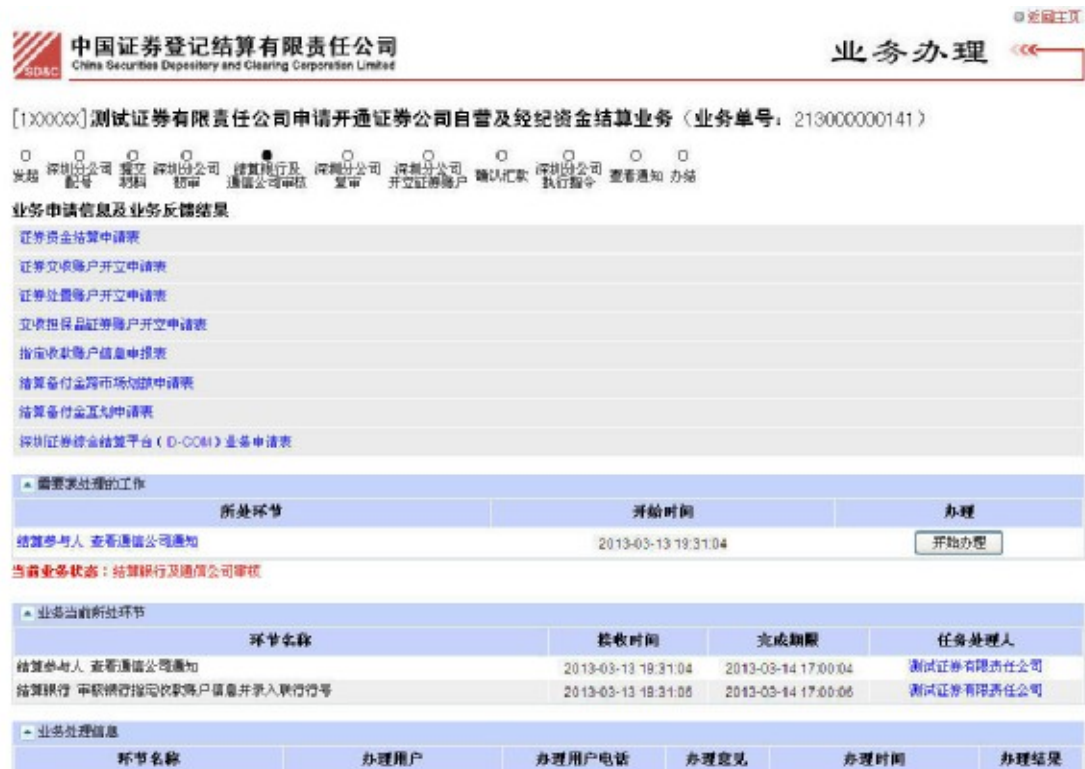 返回主页
中国证券登记结算有限责任公司
China Securities Depository and Clearing Corporation Limited
SD&C
业务办理
[1XXXXX]测试证券有限责任公司申请开通证券公司自营及经纪资金结算业务（业务单号：213000000141）
发起 深圳分公司配号 提交材料 深圳分公司初审 结算银行及通信公司审核 深圳分公司复审 深圳分公司开立证券账户 确认汇款 深圳分公司执行指令 查看通知 办结
业务申请信息及业务反馈结果
证券资金结算申请表
证券交收账户开立申请表
证券处置账户开立申请表
交收担保品证券账户开立申请表
指定收款账户信息申报表
结算备付金跨市场划拨申请表
结算备付金互划申请表
深圳证券综合结算平台（D-COM）业务申请表
需要我处理的工作
所处环节 开始时间 办理
结算参与人 查看通信公司通知 2013-03-13 19:31:04 开始办理
当前业务状态：结算银行及通信公司审核
业务当前所处环节
环节名称 接收时间 完成期限 任务处理人
结算参与人 查看通信公司通知 2013-03-13 19:31:04 2013-03-14 17:00:04 测试证券有限责任公司
结算银行 审核银行指定收款账户信息并录入联行行号 2013-03-13 19:31:06 2013-03-14 17:00:06 测试证券有限责任公司
业务处理信息
环节名称 办理用户 办理用户电话 办理意见 办理时间 办理结果